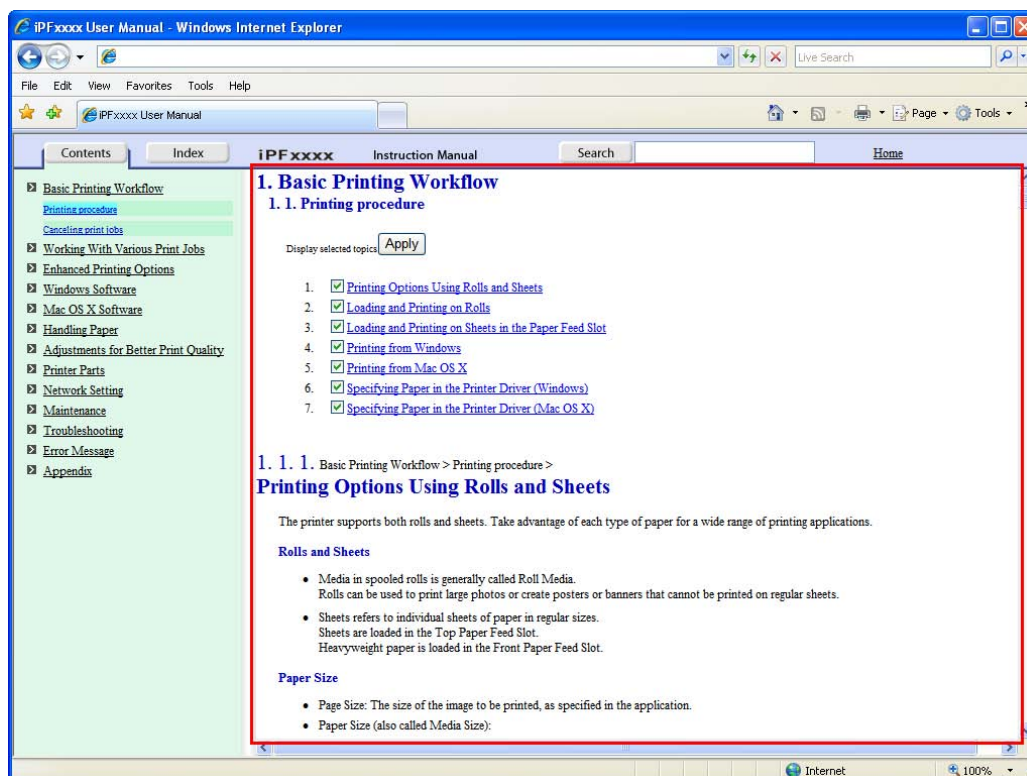 iPFxxxx User Manual - Windows Internet Explorer
Live Search
File Edit View Favorites Tools Help
iPFxxxx User Manual
Page Tools
Contents Index iPFxxxx Instruction Manual Search Home
Basic Printing Workflow
Printing procedure
Canceling print jobs
Working With Various Print Jobs
Enhanced Printing Options
Windows Software
Mac OS X Software
Handling Paper
Adjustments for Better Print Quality
Printer Parts
Network Setting
Maintenance
Troubleshooting
Error Message
Appendix
1. Basic Printing Workflow
1. 1. Printing procedure
Display selected topics Apply
1. Printing Options Using Rolls and Sheets
2. Loading and Printing on Rolls
3. Loading and Printing on Sheets in the Paper Feed Slot
4. Printing from Windows
5. Printing from Mac OS X
6. Specifying Paper in the Printer Driver (Windows)
7. Specifying Paper in the Printer Driver (Mac OS X)
1. 1. 1. Basic Printing Workflow > Printing procedure >
Printing Options Using Rolls and Sheets
The printer supports both rolls and sheets. Take advantage of each type of paper for a wide range of printing applications.
Rolls and Sheets
• Media in spooled rolls is generally called Roll Media.
Rolls can be used to print large photos or create posters or banners that cannot be printed on regular sheets.
• Sheets refers to individual sheets of paper in regular sizes.
Sheets are loaded in the Top Paper Feed Slot.
Heavyweight paper is loaded in the Front Paper Feed Slot.
Paper Size
• Page Size: The size of the image to be printed, as specified in the application.
• Paper Size (also called Media Size):
Internet 100%